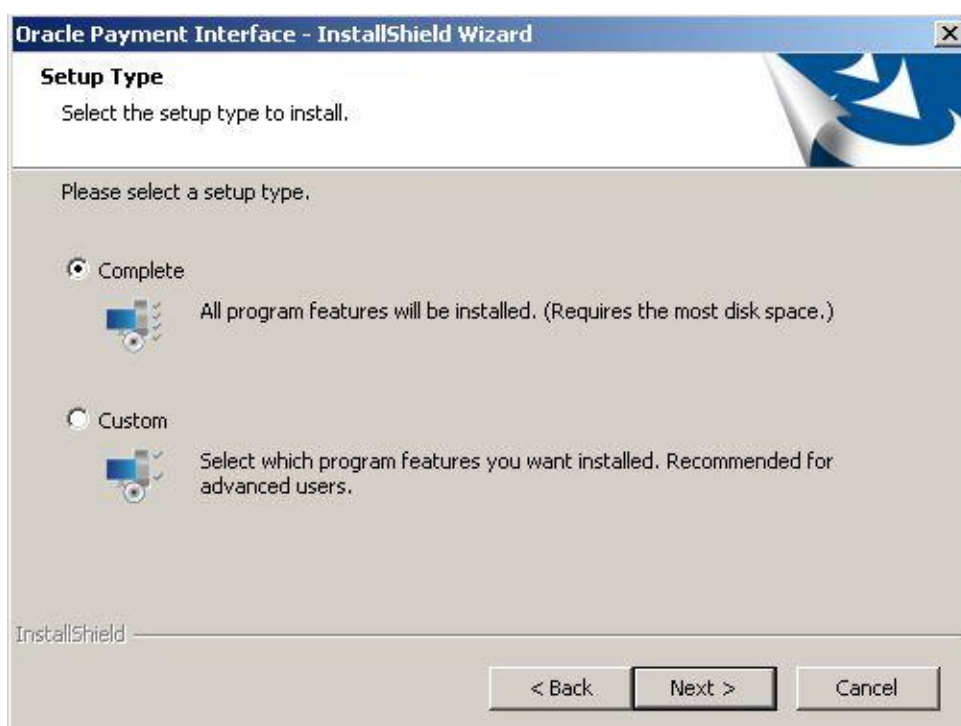 Oracle Payment Interface - InstallShield Wizard
Setup Type
Select the setup type to install.
Please select a setup type.
Complete
All program features will be installed. (Requires the most disk space.)
Custom
Select which program features you want installed. Recommended for
advanced users.
InstallShield
< Back
Next >
Cancel